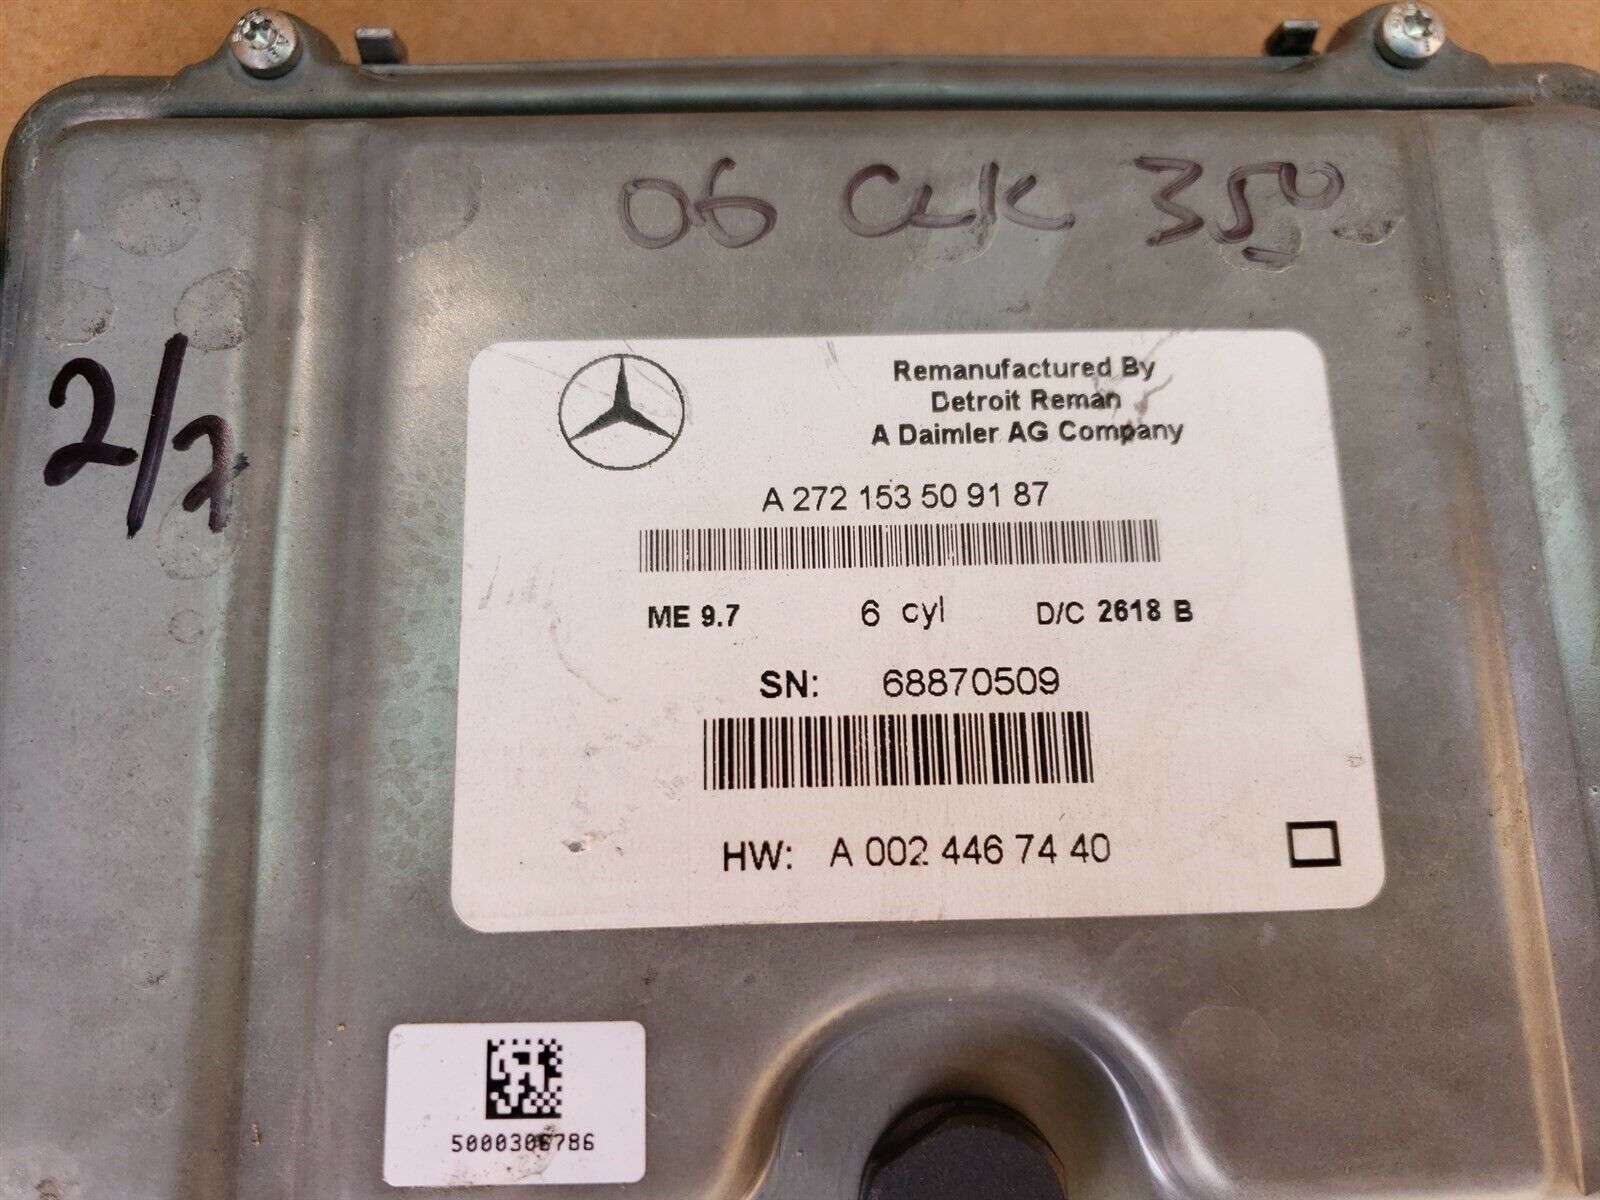 06 CLK 350
2/7
Remanufactured By
Detroit Reman
A Daimler AG Company
A 272 153 50 91 87
ME 9.7 6 cyl D/C 2618 B
SN: 68870509
HW: A 002 446 74 40
5000306786